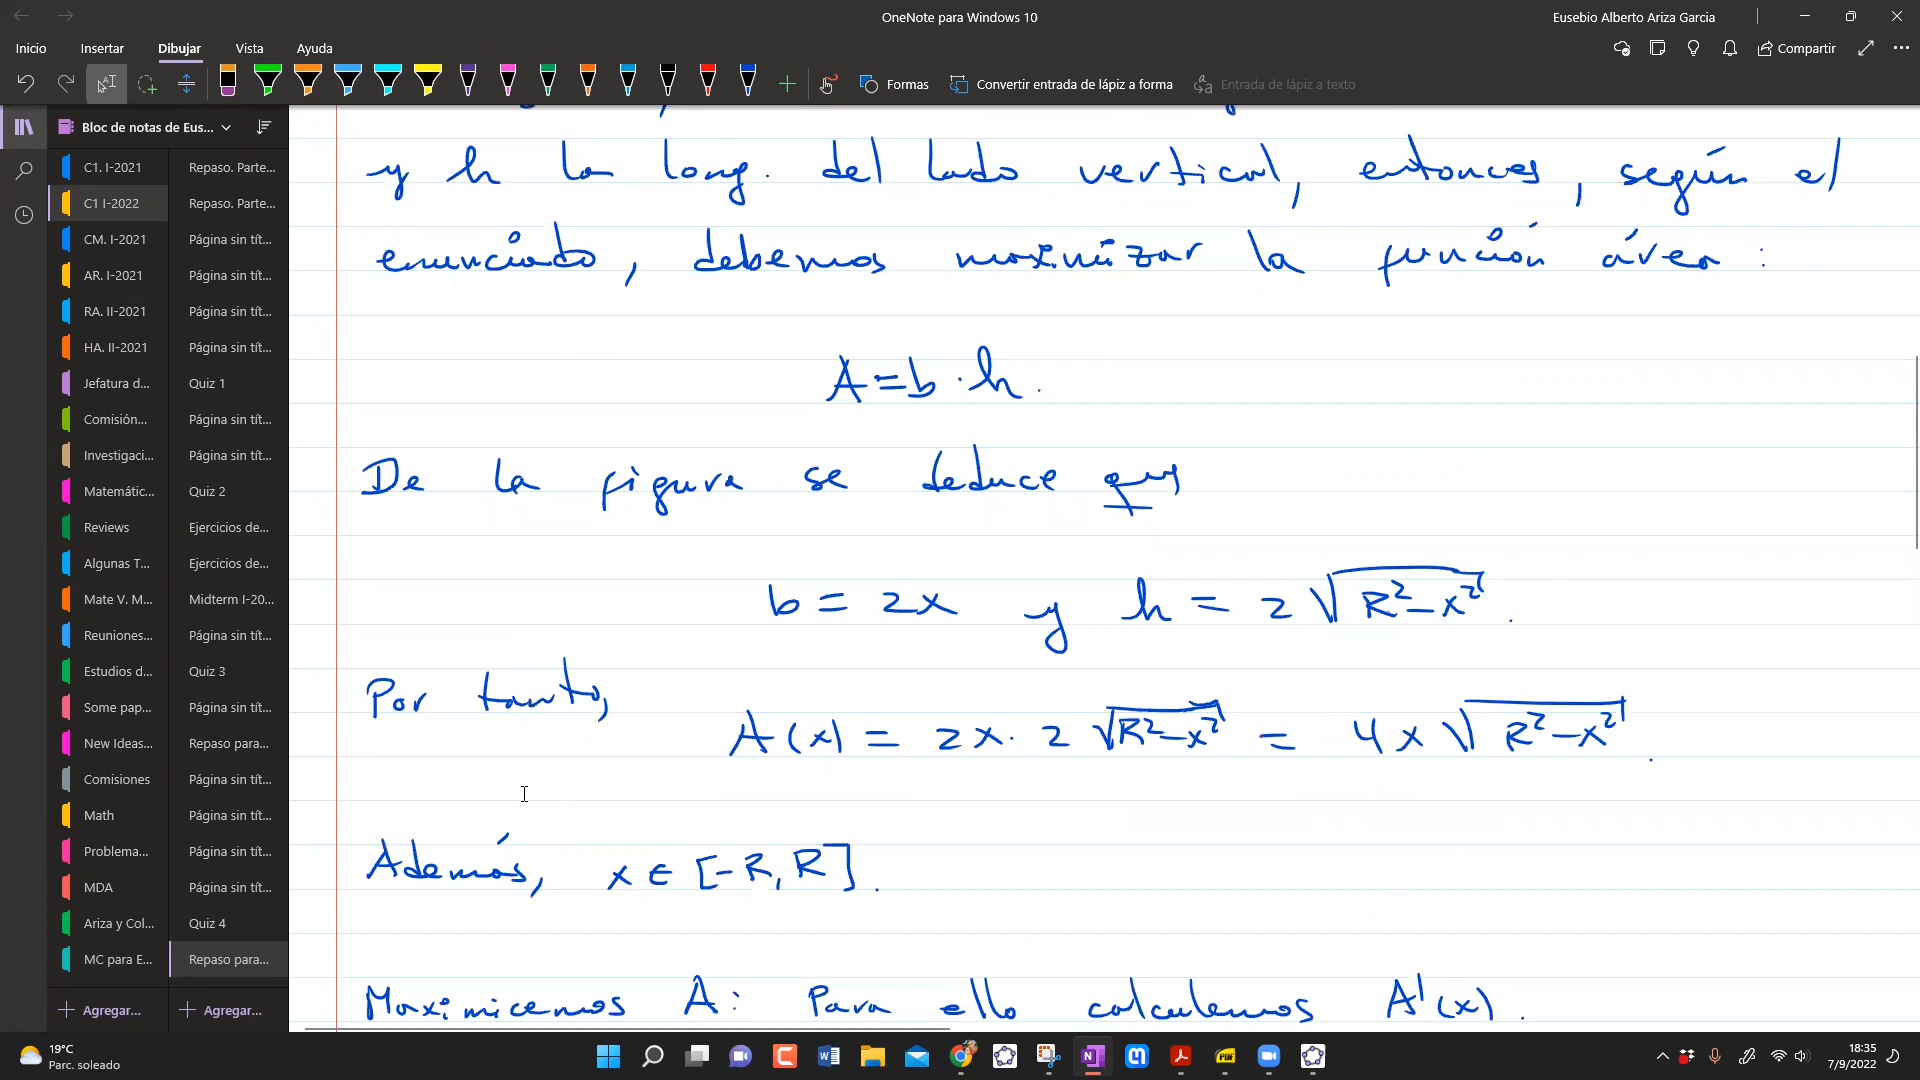 OneNote para Windows 10
Eusebio Alberto Ariza Garcia
Inicio
Insertar
Dibujar
Vista
Ayuda
Compartir
Formas
Convertir entrada de lápiz a forma
Entrada de lápiz a texto
Bloc de notas de Eus...
C1. I-2021
C1 I-2022
CM. I-2021
AR. I-2021
RA. II-2021
HA. II-2021
Jefatura d...
Comisión...
Investigaci...
Matemátic...
Reviews
Algunas T...
Mate V. M...
Reuniones...
Estudios d...
Some pap...
New Ideas...
Comisiones
Math
Problema...
MDA
Ariza y Col...
MC para E...
Agregar...
Repaso. Parte...
Repaso. Parte...
Página sin tít...
Página sin tít...
Página sin tít...
Página sin tít...
Quiz 1
Página sin tít...
Página sin tít...
Quiz 2
Ejercicios de...
Ejercicios de...
Midterm I-20...
Página sin tít...
Quiz 3
Página sin tít...
Repaso para...
Página sin tít...
Página sin tít...
Página sin tít...
Página sin tít...
Quiz 4
Repaso para...
Agregar...
y h la long. del lado vertical, entonces, según el
enunciado, debemos maximizar la función área:
A = b · h.
De la figura se deduce que
b = 2x y h = 2 √(R² − x²).
Por tanto,
A(x) = 2x · 2 √(R² − x²) = 4x √(R² − x²).
Además, x ∈ [−R, R].
Maximicemos A: Para ello calculemos A'(x).
19°C
Parc. soleado
18:35
7/9/2022